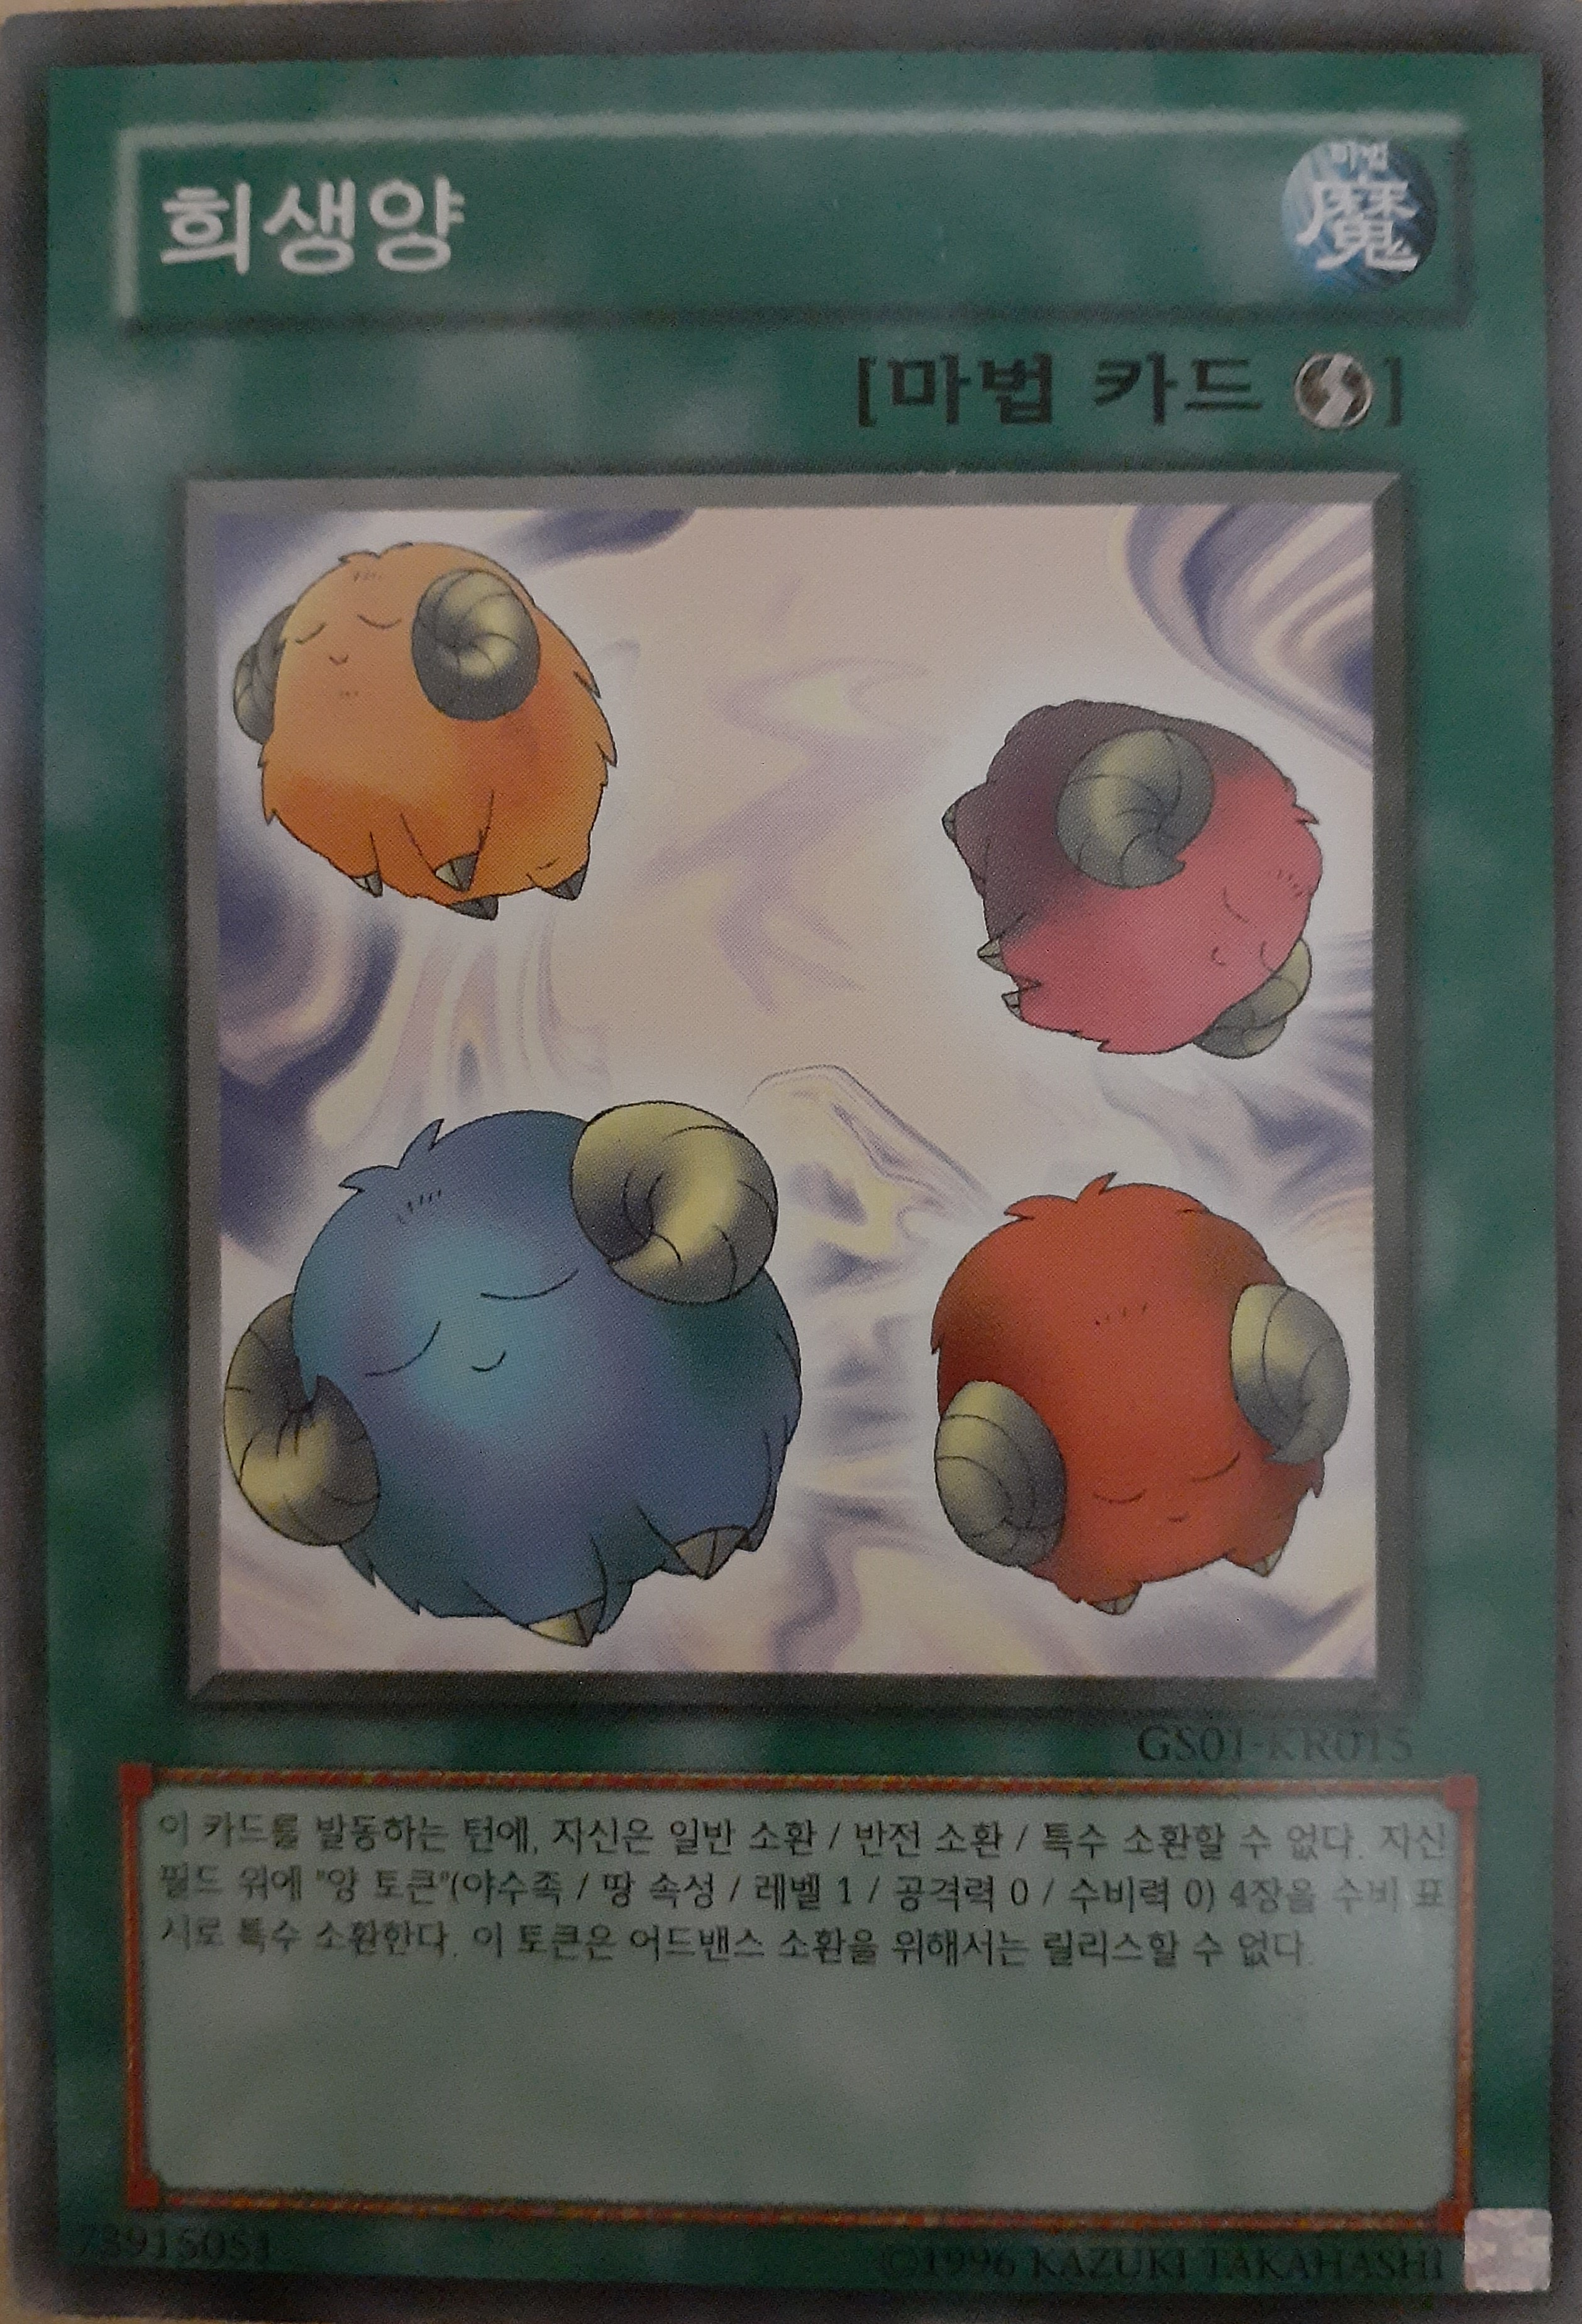 희생양
마법
魔
[마법 카드]
GS01-KR015
이 카드를 발동하는 턴에, 자신은 일반 소환 / 반전 소환 / 특수 소환할 수 없다. 자신
필드 위에 "양 토큰"(야수족 / 땅 속성 / 레벨 1 / 공격력 0 / 수비력 0) 4장을 수비 표
시로 특수 소환한다. 이 토큰은 어드밴스 소환을 위해서는 릴리스할 수 없다.
73915051
©1996 KAZUKI TAKAHASHI